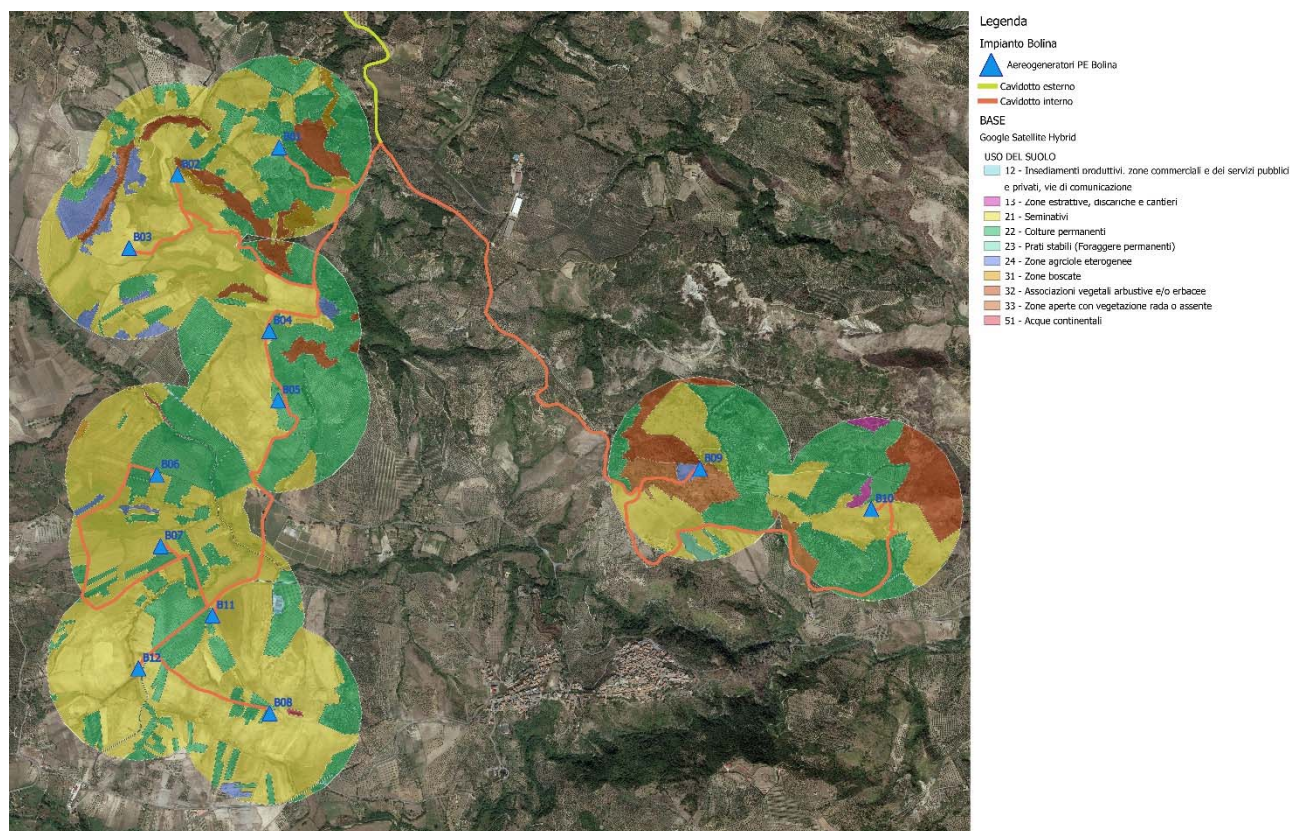 Legenda
Impianto Bolina
Aereogeneratori PE Bolina
Cavidotto esterno
Cavidotto interno
BASE
Google Satellite Hybrid
USO DEL SUOLO
12 - Insediamenti produttivi, zone commerciali e dei servizi pubblici
e privati, vie di comunicazione
13 - Zone estrattive, discariche e cantieri
21 - Seminativi
22 - Colture permanenti
23 - Prati stabili (Foraggere permanenti)
24 - Zone agrciole eterogenee
31 - Zone boscate
32 - Associazioni vegetali arbustive e/o erbacee
33 - Zone aperte con vegetazione rada o assente
51 - Acque continentali
B01
B02
B03
B04
B05
B06
B07
B09
B10
B11
B12
B08